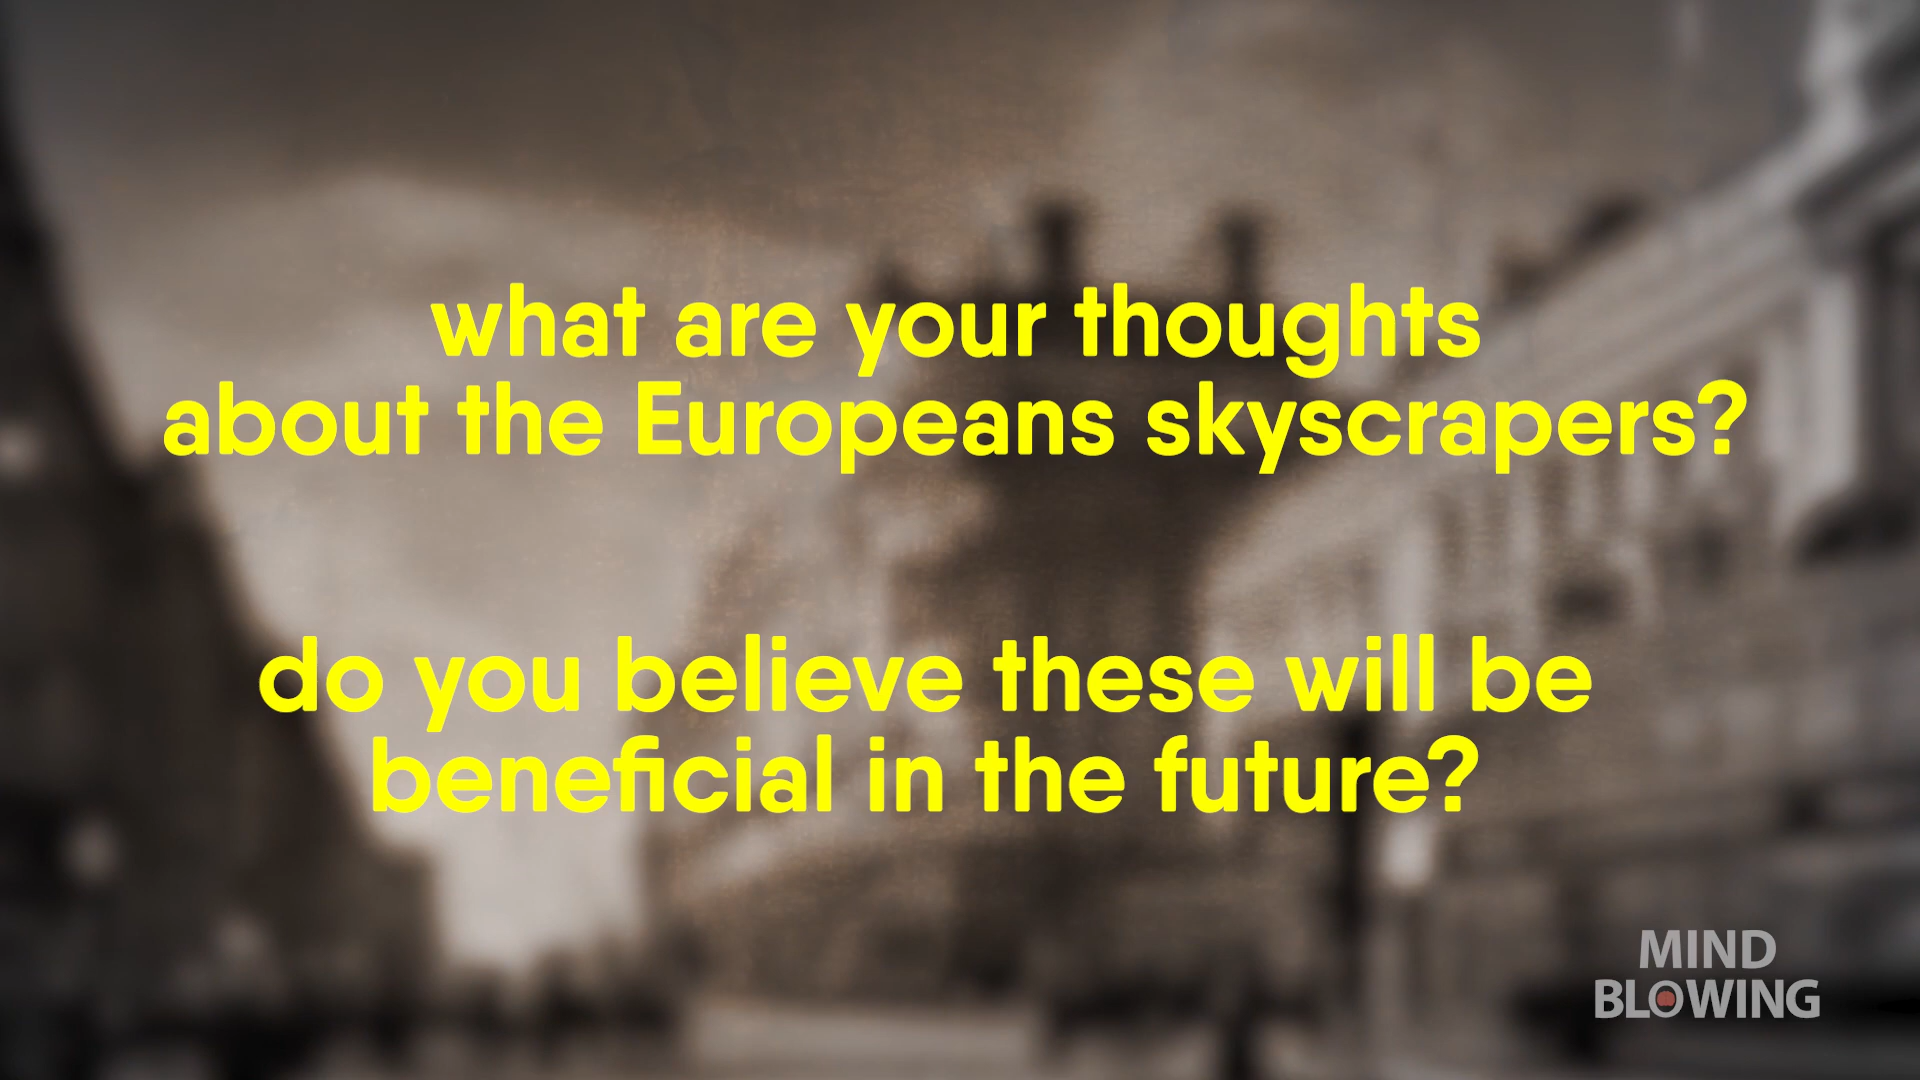 what are your thoughts
about the Europeans skyscrapers?
do you believe these will be
beneficial in the future?
MIND
BLOWING